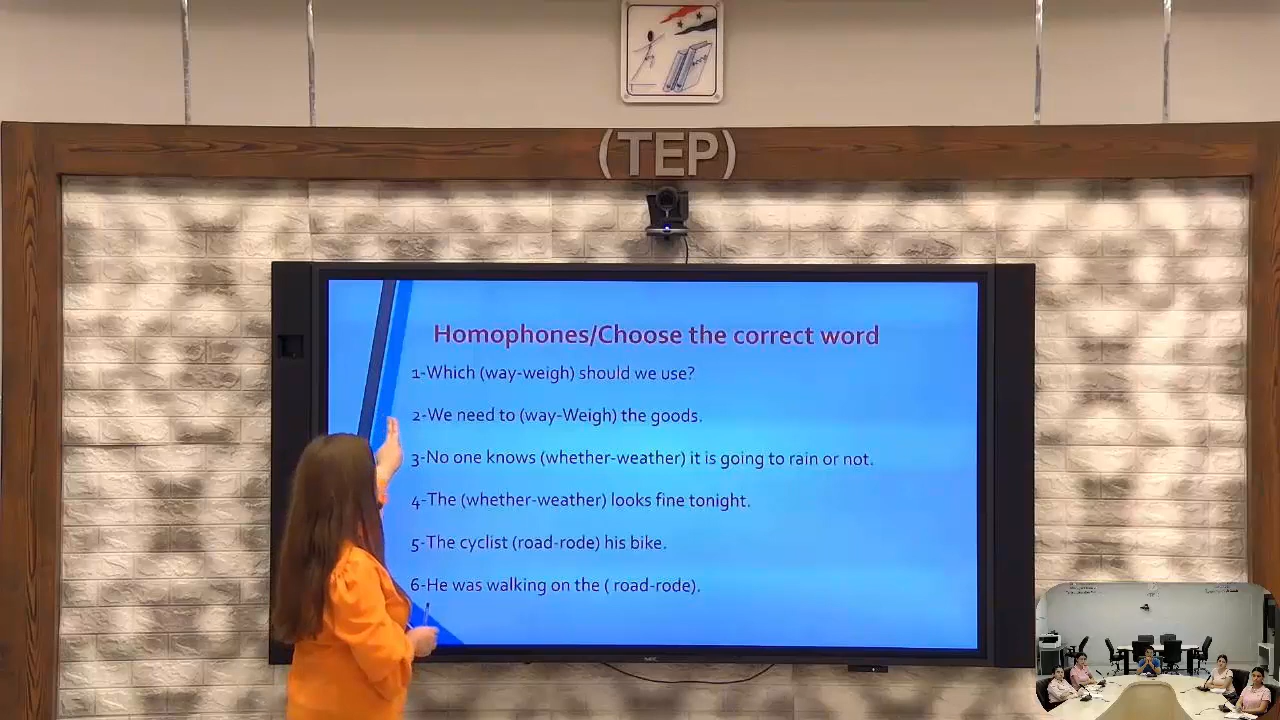 (TEP)
Homophones/Choose the correct word
1-Which (way-weigh) should we use?
2-We need to (way-Weigh) the goods.
3-No one knows (whether-weather) it is going to rain or not.
4-The (whether-weather) looks fine tonight.
5-The cyclist (road-rode) his bike.
6-He was walking on the ( road-rode).
NEC